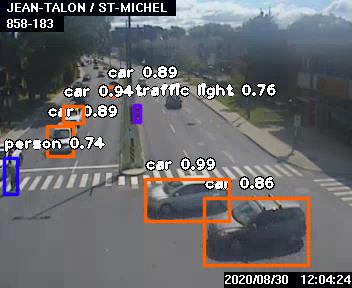 JEAN-TALON / ST-MICHEL
858-183
car 0.89
car 0.94
traffic light 0.76
car 0.89
person 0.74
car 0.99
car 0.86
2020/08/30 12:04:24